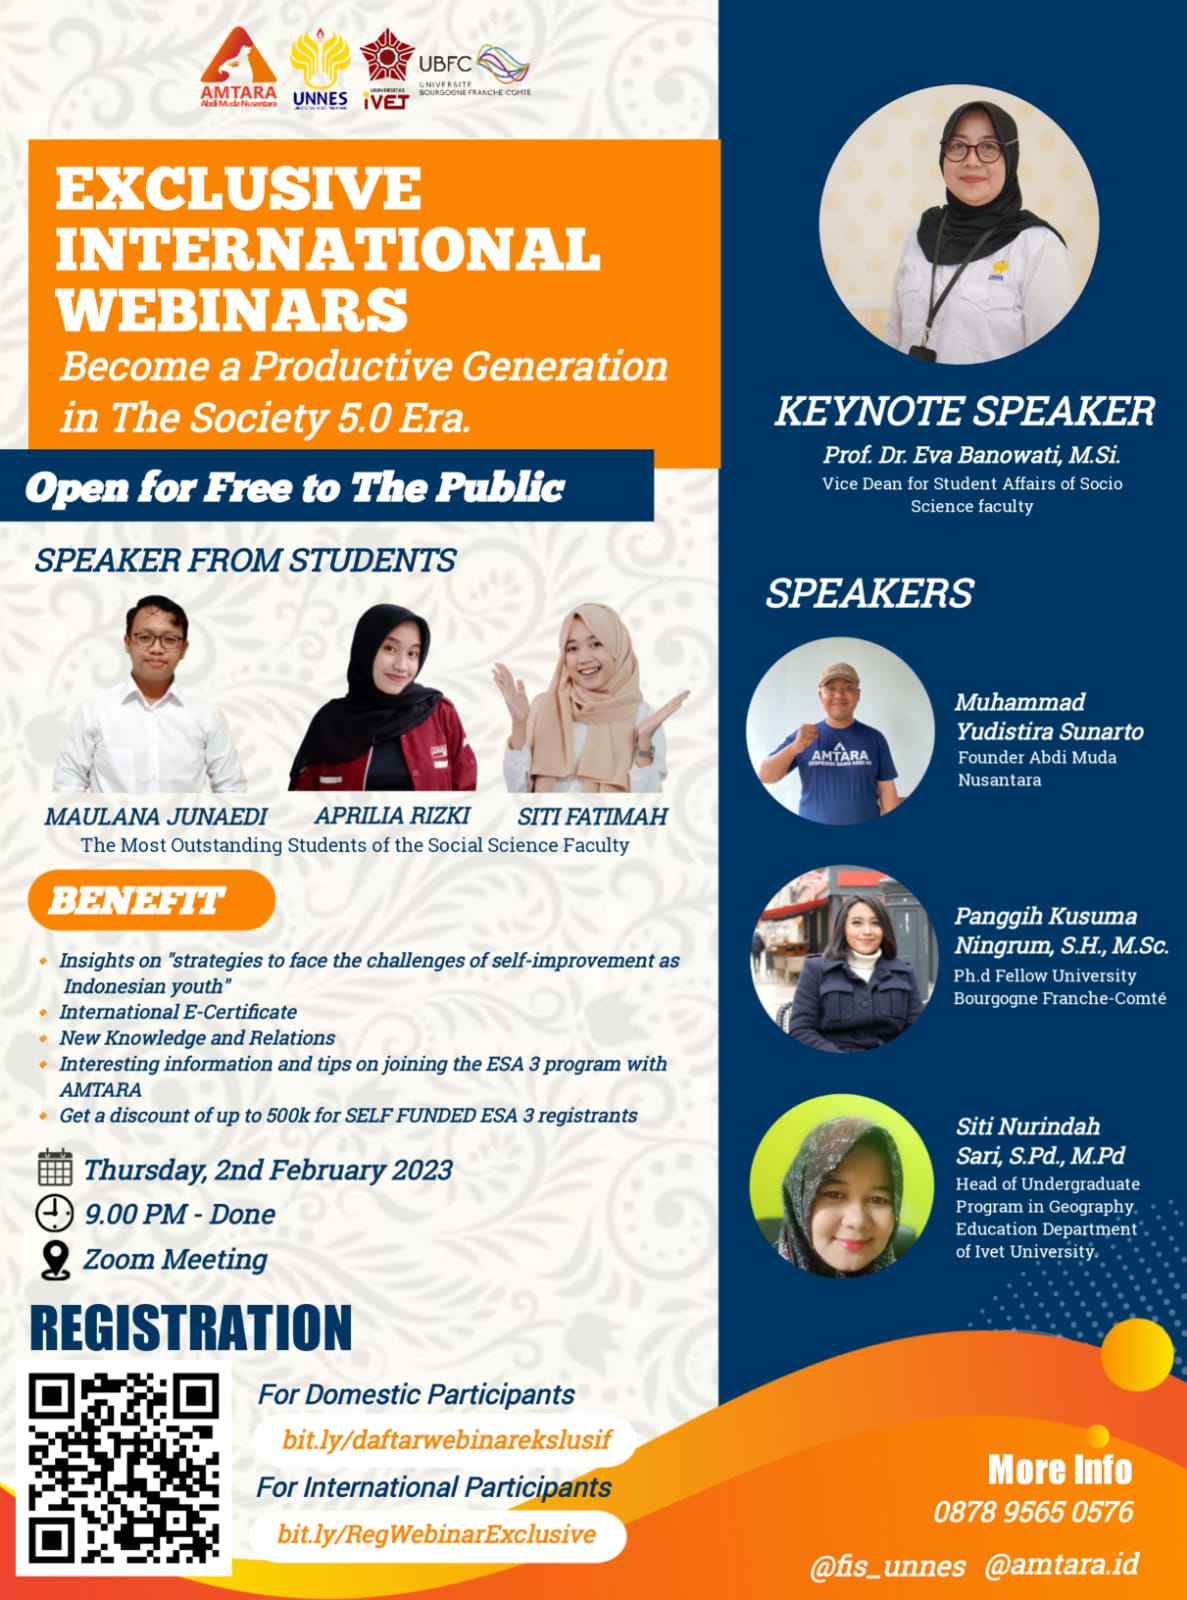 AMTARA
Abdi Muda Nusantara
UNNES
UNIVERSITAS
iVET
UBFC
UNIVERSITE
BOURGOGNE FRANCHE-COMTE
EXCLUSIVE
INTERNATIONAL
WEBINARS
Become a Productive Generation
in The Society 5.0 Era.
Open for Free to The Public
SPEAKER FROM STUDENTS
MAULANA JUNAEDI
APRILIA RIZKI
SITI FATIMAH
The Most Outstanding Students of the Social Science Faculty
BENEFIT
Insights on "strategies to face the challenges of self-improvement as
Indonesian youth"
International E-Certificate
New Knowledge and Relations
Interesting information and tips on joining the ESA 3 program with
AMTARA
Get a discount of up to 500k for SELF FUNDED ESA 3 registrants
Thursday, 2nd February 2023
9.00 PM - Done
Zoom Meeting
REGISTRATION
For Domestic Participants
bit.ly/daftarwebinarekslusif
For International Participants
bit.ly/RegWebinarExclusive
KEYNOTE SPEAKER
Prof. Dr. Eva Banowati, M.Si.
Vice Dean for Student Affairs of Socio
Science faculty
SPEAKERS
AMTARA
Muhammad
Yudistira Sunarto
Founder Abdi Muda
Nusantara
Panggih Kusuma
Ningrum, S.H., M.Sc.
Ph.d Fellow University
Bourgogne Franche-Comté
Siti Nurindah
Sari, S.Pd., M.Pd
Head of Undergraduate
Program in Geography
Education Department
of Ivet University.
More Info
0878 9565 0576
@fis_unnes @amtara.id